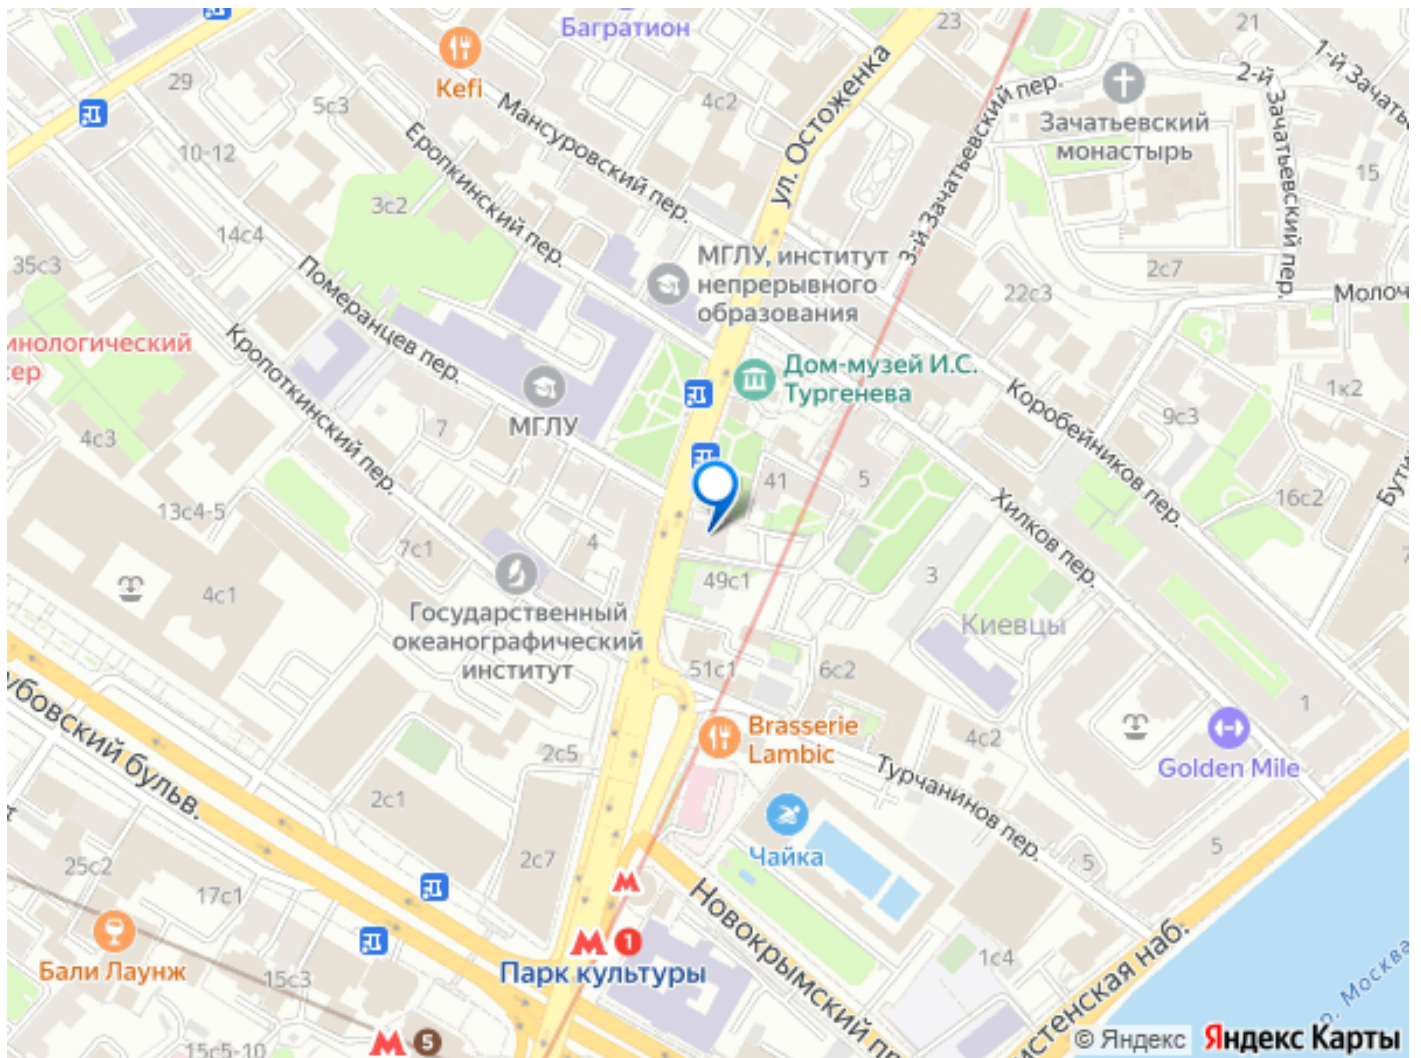 Багратион
23
21
1-й Зачатьевс
Kefi
29
5с3
4с2
ул. Остоженка
2-й Зачатьевский пер.
3-й Зачатьевский пер.
Зачатьевский
монастырь
Мансуровский пер.
Еропкинский пер.
10-12
15
3с2
14с4
35с3
МГЛУ, институт
непрерывного
образования
2с7
22с3
Молоч
Померанцев пер.
инологический
ер
Кропоткинский пер.
Дом-музей И.С.
Тургенева
МГЛУ
7
1к2
9с3
Коробейников пер.
4с3
41
5
16с2
13с4-5
Хилков пер.
7с1
4
49с1
3
4с1
Государственный
океанографический
институт
Киевцы
51с1
6с2
убовский бульв.
Brasserie
Lambic
1
2с5
4с2
Golden Mile
Турчанинов пер.
2с1
Чайка
5
5
2с7
25с2
17с1
Новокрымский пр
1
Парк культуры
Бали Лаунж
15с3
1с4
истенская наб.
р. Москва
5
15с5-10
© Яндекс
Яндекс Карты